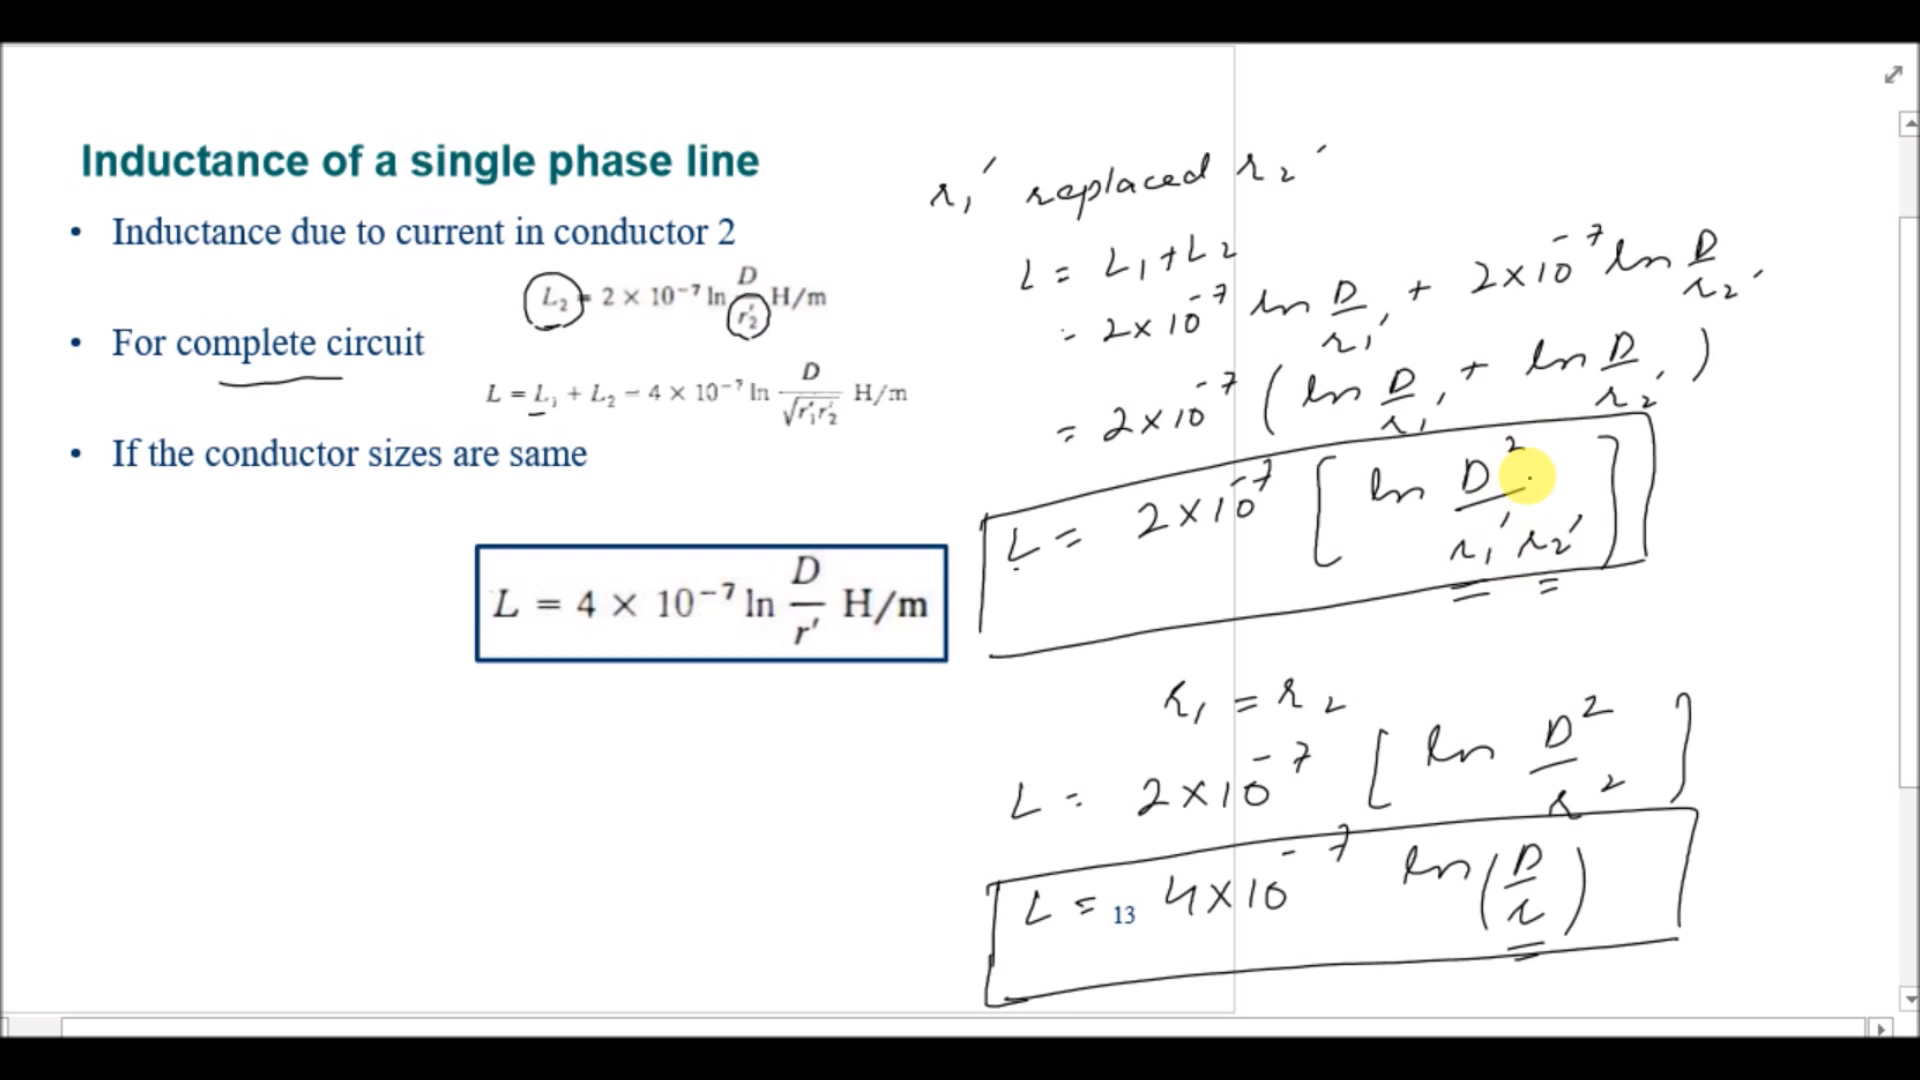 Inductance of a single phase line
• Inductance due to current in conductor 2
L₂ = 2 × 10⁻⁷ ln D/r₂′ H/m
• For complete circuit
L = L₁ + L₂ = 4 × 10⁻⁷ ln D/√r₁′r₂′ H/m
• If the conductor sizes are same
L = 4 × 10⁻⁷ ln D/r′ H/m
r₁′ replaced r₂′
L = L₁ + L₂
= 2×10⁻⁷ ln D/r₁′ + 2×10⁻⁷ ln D/r₂′
= 2×10⁻⁷ ( ln D/r₁′ + ln D/r₂′ )
L = 2×10⁻⁷ [ ln D²/r₁′r₂′ ]
r₁ = r₂
L = 2×10⁻⁷ [ ln D²/r² ]
L = 4×10⁻⁷ ln(D/r)
13